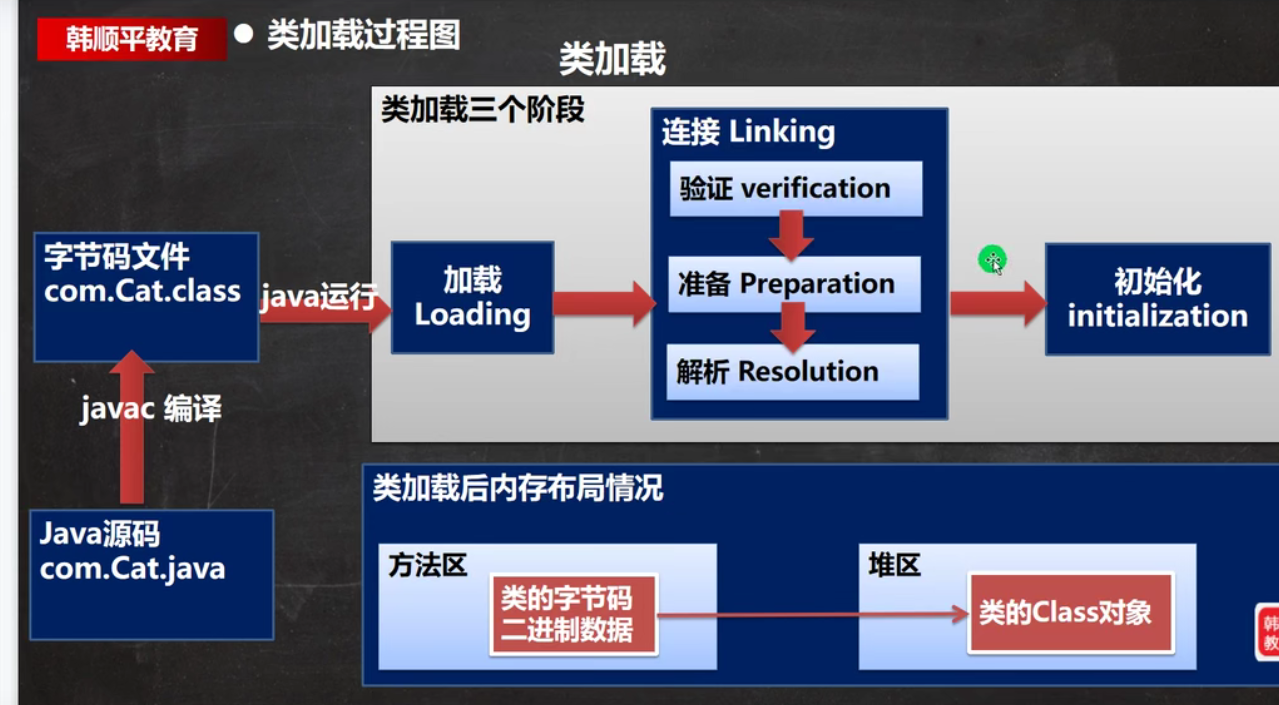 韩顺平教育
● 类加载过程图
类加载
类加载三个阶段
连接 Linking
验证 verification
准备 Preparation
解析 Resolution
字节码文件
com.Cat.class
java运行
加载
Loading
初始化
initialization
javac 编译
Java源码
com.Cat.java
类加载后内存布局情况
方法区
类的字节码
二进制数据
堆区
类的Class对象
韩
教